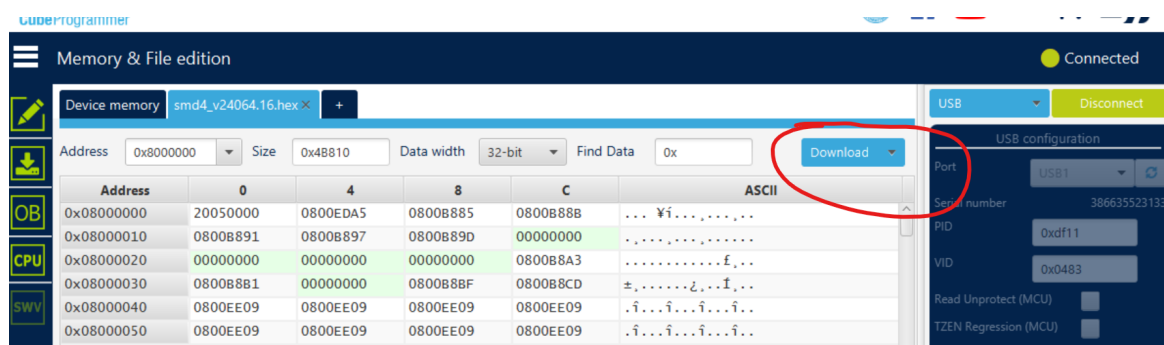 CubeProgrammer
Memory & File edition
Connected
Device memory smd4_v24064.16.hex × +
USB Disconnect
Address 0x8000000 Size 0x4B810 Data width 32-bit Find Data 0x Download
USB configuration
Port USB1
Serial number 386635523133
PID 0xdf11
VID 0x0483
Read Unprotect (MCU)
TZEN Regression (MCU)
OB
CPU
SWV
Address 0 4 8 C ASCII
0x08000000 20050000 0800EDA5 0800B885 0800B88B ... ¥í...¸...¸..
0x08000010 0800B891 0800B897 0800B89D 00000000 .¸...¸...¸......
0x08000020 00000000 00000000 00000000 0800B8A3 ............£¸..
0x08000030 0800B8B1 00000000 0800B8BF 0800B8CD ±¸......¿¸..Í¸..
0x08000040 0800EE09 0800EE09 0800EE09 0800EE09 .î...î...î...î..
0x08000050 0800EE09 0800EE09 0800EE09 0800EE09 .î...î...î...î..